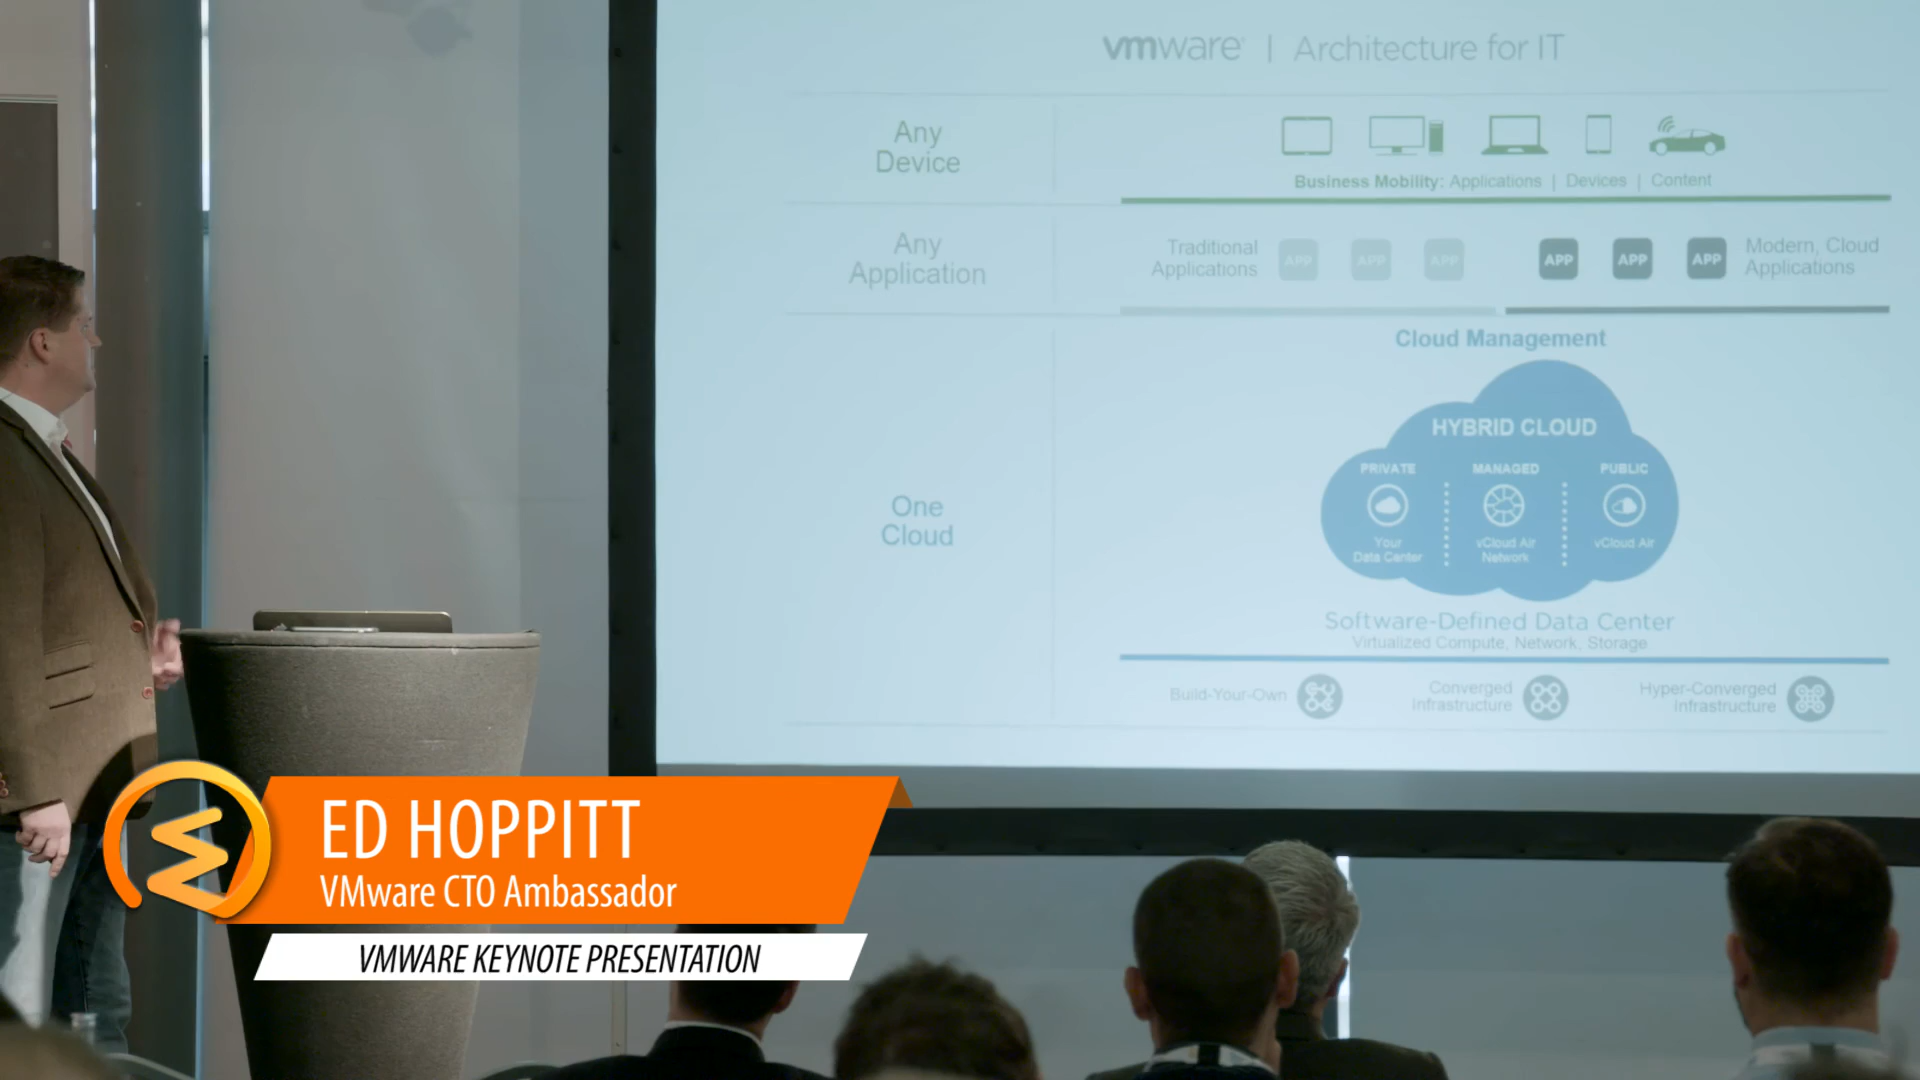 vmware | Architecture for IT
Any
Device
Business Mobility: Applications | Devices | Content
Any
Application
Traditional
Applications
APP
APP
APP
APP
APP
APP
Modern, Cloud
Applications
One
Cloud
Cloud Management
HYBRID CLOUD
PRIVATE
MANAGED
PUBLIC
Your
Data Center
vCloud Air
Network
vCloud Air
Software-Defined Data Center
Virtualized Compute, Network, Storage
Build-Your-Own
Converged
Infrastructure
Hyper-Converged
Infrastructure
ED HOPPITT
VMware CTO Ambassador
VMWARE KEYNOTE PRESENTATION